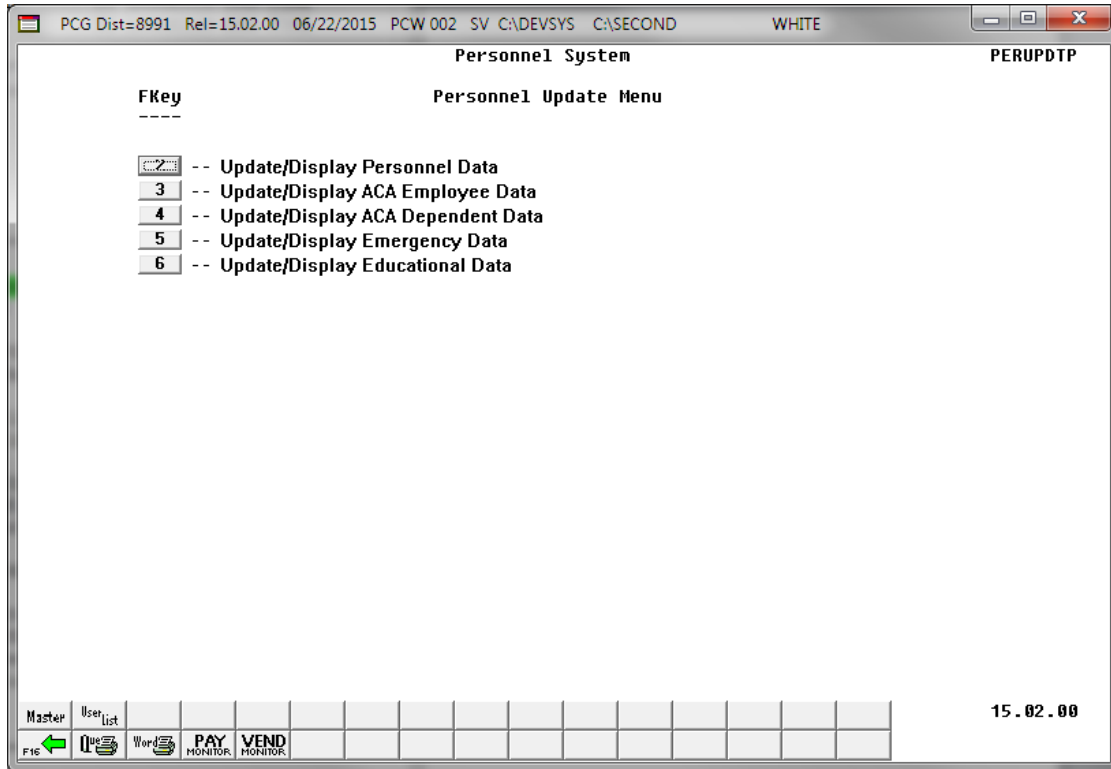 PCG Dist=8991 Rel=15.02.00 06/22/2015 PCW 002 SV C:\DEVSYS C:\SECOND WHITE
Personnel System PERUPDTP
FKey Personnel Update Menu
----
2 -- Update/Display Personnel Data
3 -- Update/Display ACA Employee Data
4 -- Update/Display ACA Dependent Data
5 -- Update/Display Emergency Data
6 -- Update/Display Educational Data
Master User List 15.02.00
F16 Que Word PAY MONITOR VEND MONITOR